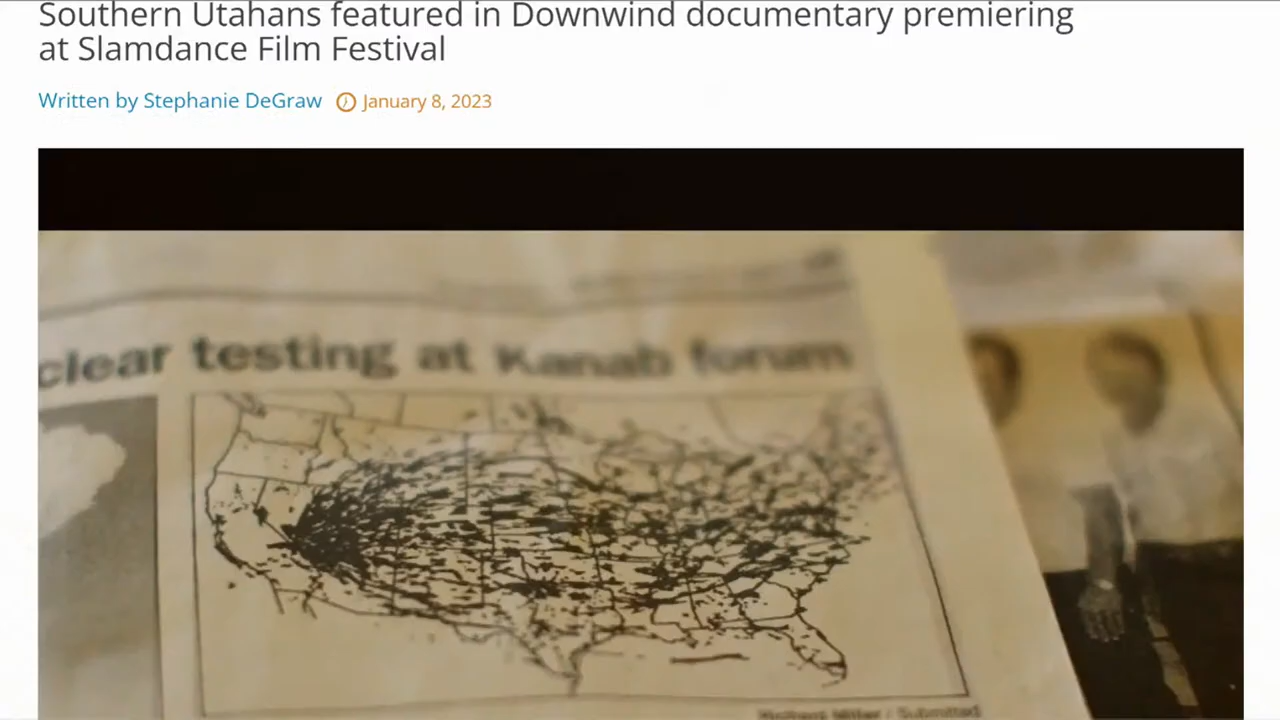 Southern Utahans featured in Downwind documentary premiering
at Slamdance Film Festival
Written by Stephanie DeGraw January 8, 2023
clear testing at Kanab forum
Submitted